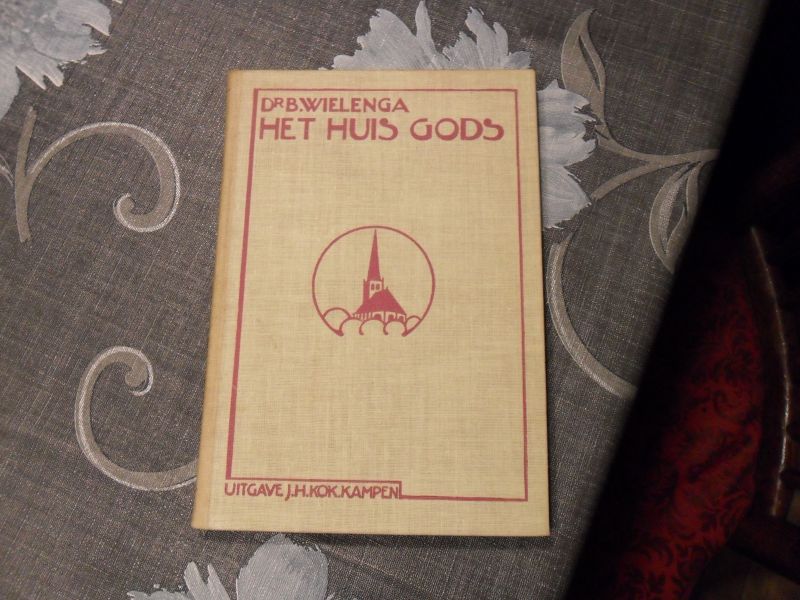 DR B. WIELENGA
HET HUIS GODS
UITGAVE J.H. KOK. KAMPEN